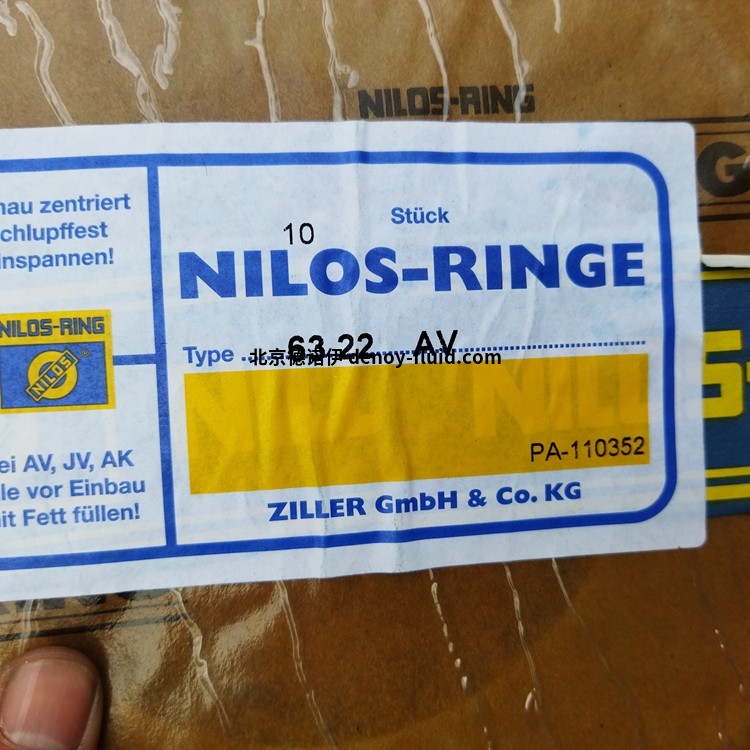 NILOS-RING
nau zentriert
chlupffest
inspannen!
NILOS-RING
NILOS
®
ei AV, JV, AK
le vor Einbau
it Fett füllen!
10 Stück
NILOS-RINGE
Type 63.22 AV
北京德诺伊 denoy-fluid.com
PA-110352
ZILLER GmbH & Co. KG
G
S-